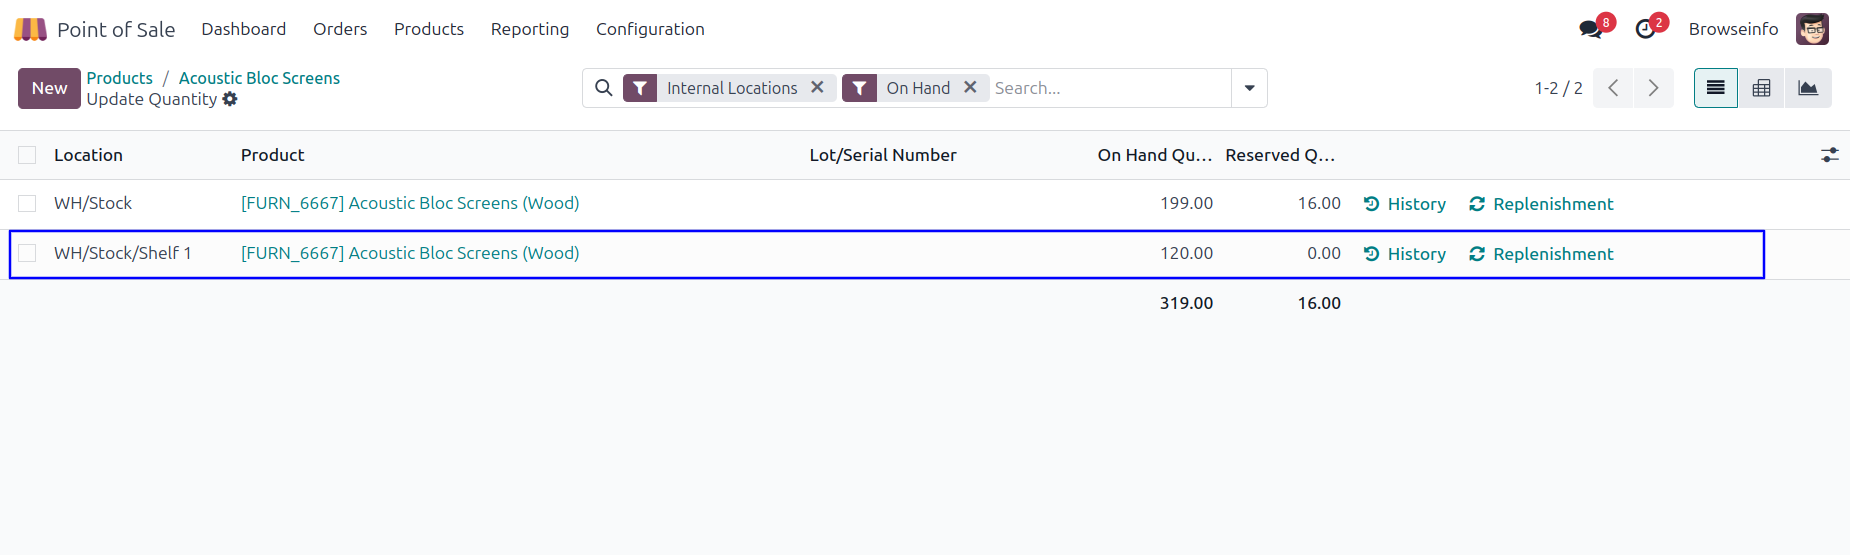 Point of Sale Dashboard Orders Products Reporting Configuration 8 2 Browseinfo
New Products / Acoustic Bloc Screens
Update Quantity
Internal Locations On Hand Search... 1-2 / 2
Location Product Lot/Serial Number On Hand Qu... Reserved Q...
WH/Stock [FURN_6667] Acoustic Bloc Screens (Wood) 199.00 16.00 History Replenishment
WH/Stock/Shelf 1 [FURN_6667] Acoustic Bloc Screens (Wood) 120.00 0.00 History Replenishment
319.00 16.00